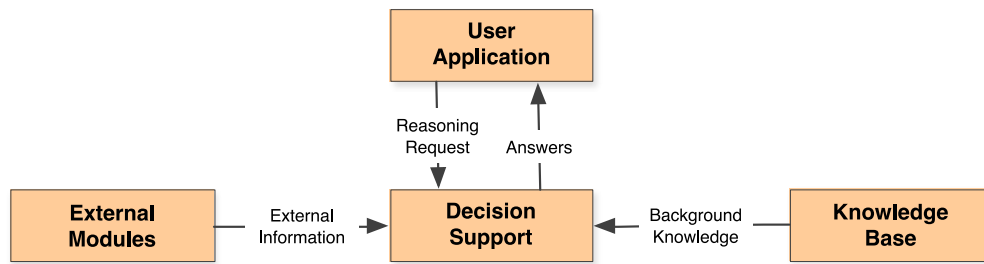 User
Application
Reasoning
Request
Answers
External
Modules
External
Information
Decision
Support
Background
Knowledge
Knowledge
Base